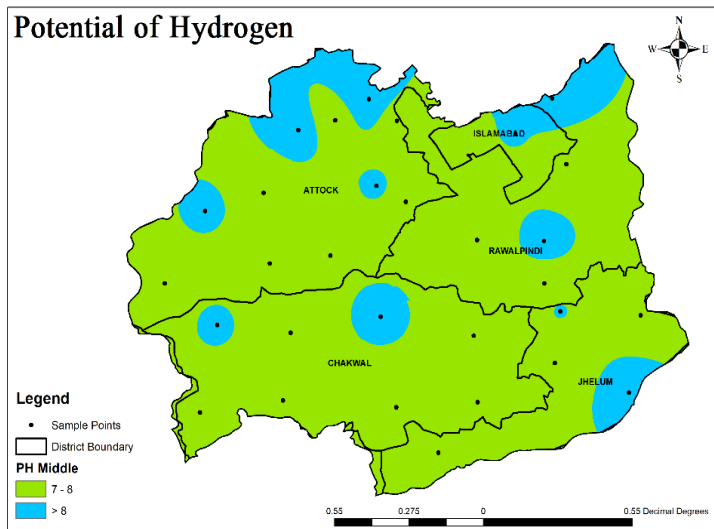 Potential of Hydrogen
N
W E
S
ISLAMABAD
ATTOCK
RAWALPINDI
CHAKWAL
JHELUM
Legend
Sample Points
District Boundary
PH Middle
7 - 8
> 8
0.55 0.275 0 0.55 Decimal Degrees